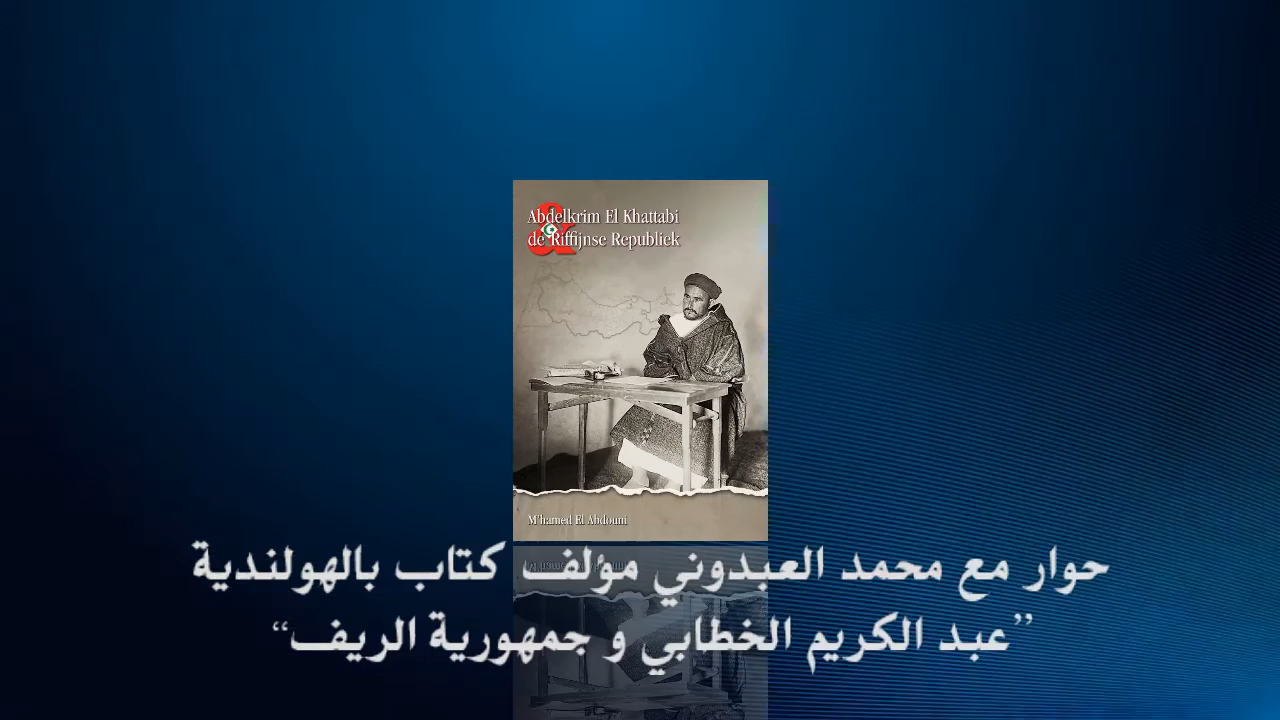 Abdelkrim El Khattabi
&
de Riffijnse Republiek
M'hamed El Abdouni
حوار مع محمد العبدوني مؤلف كتاب بالهولندية
”عبد الكريم الخطابي و جمهورية الريف“